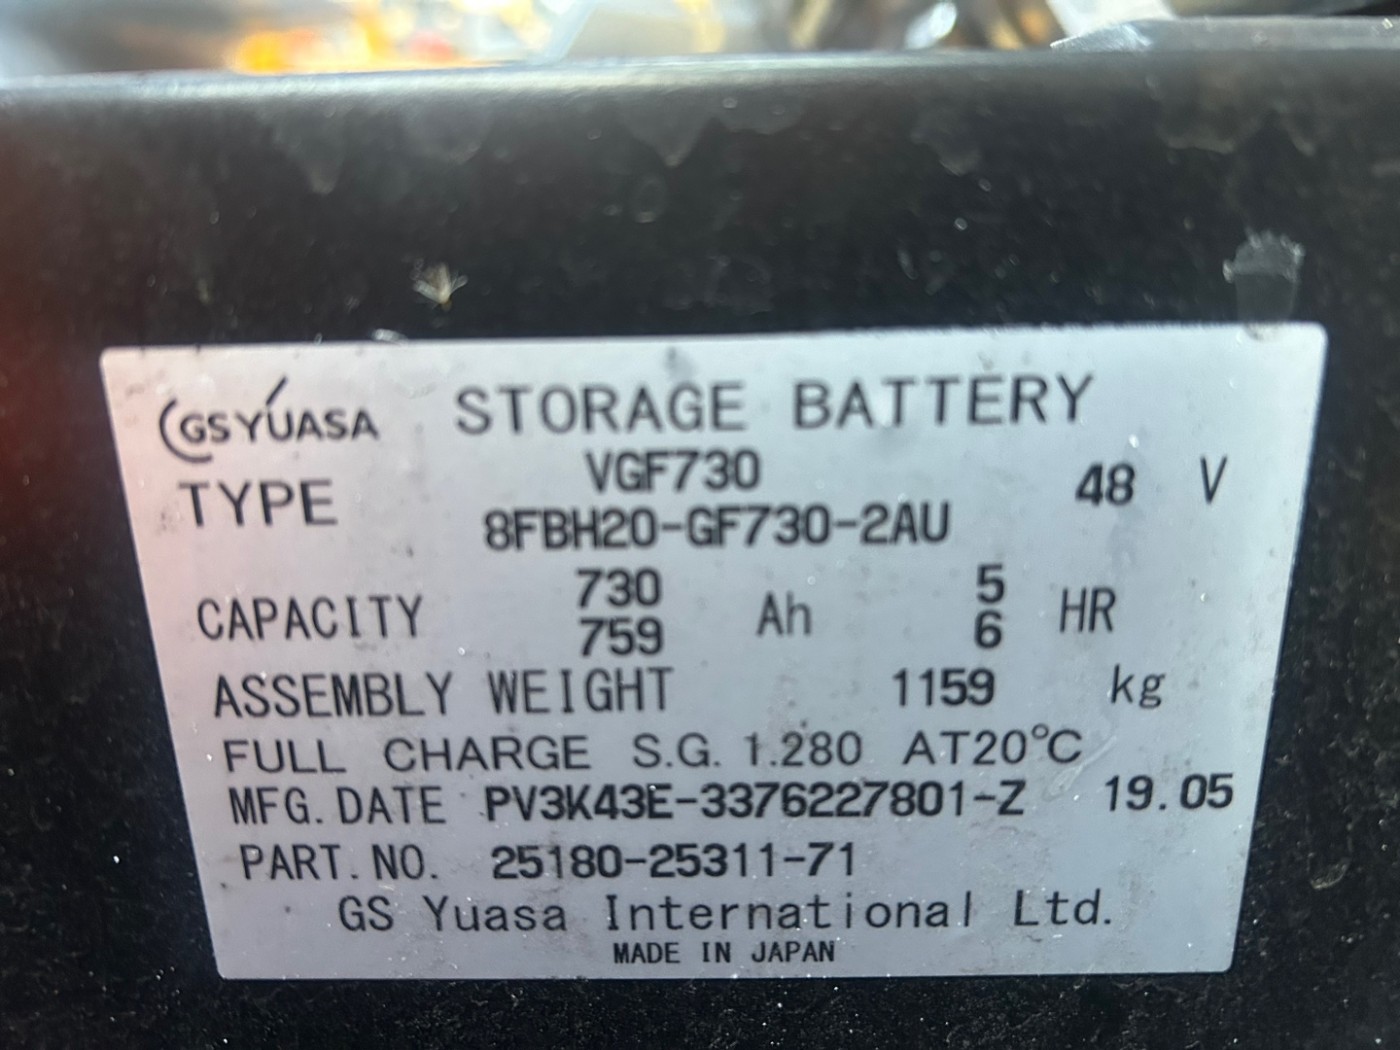 GS YUASA STORAGE BATTERY
TYPE VGF730 48 V
8FBH20-GF730-2AU
CAPACITY 730 Ah 5 HR
759 6
ASSEMBLY WEIGHT 1159 kg
FULL CHARGE S.G. 1.280 AT20°C
MFG.DATE PV3K43E-3376227801-Z 19.05
PART.NO. 25180-25311-71
GS Yuasa International Ltd.
MADE IN JAPAN